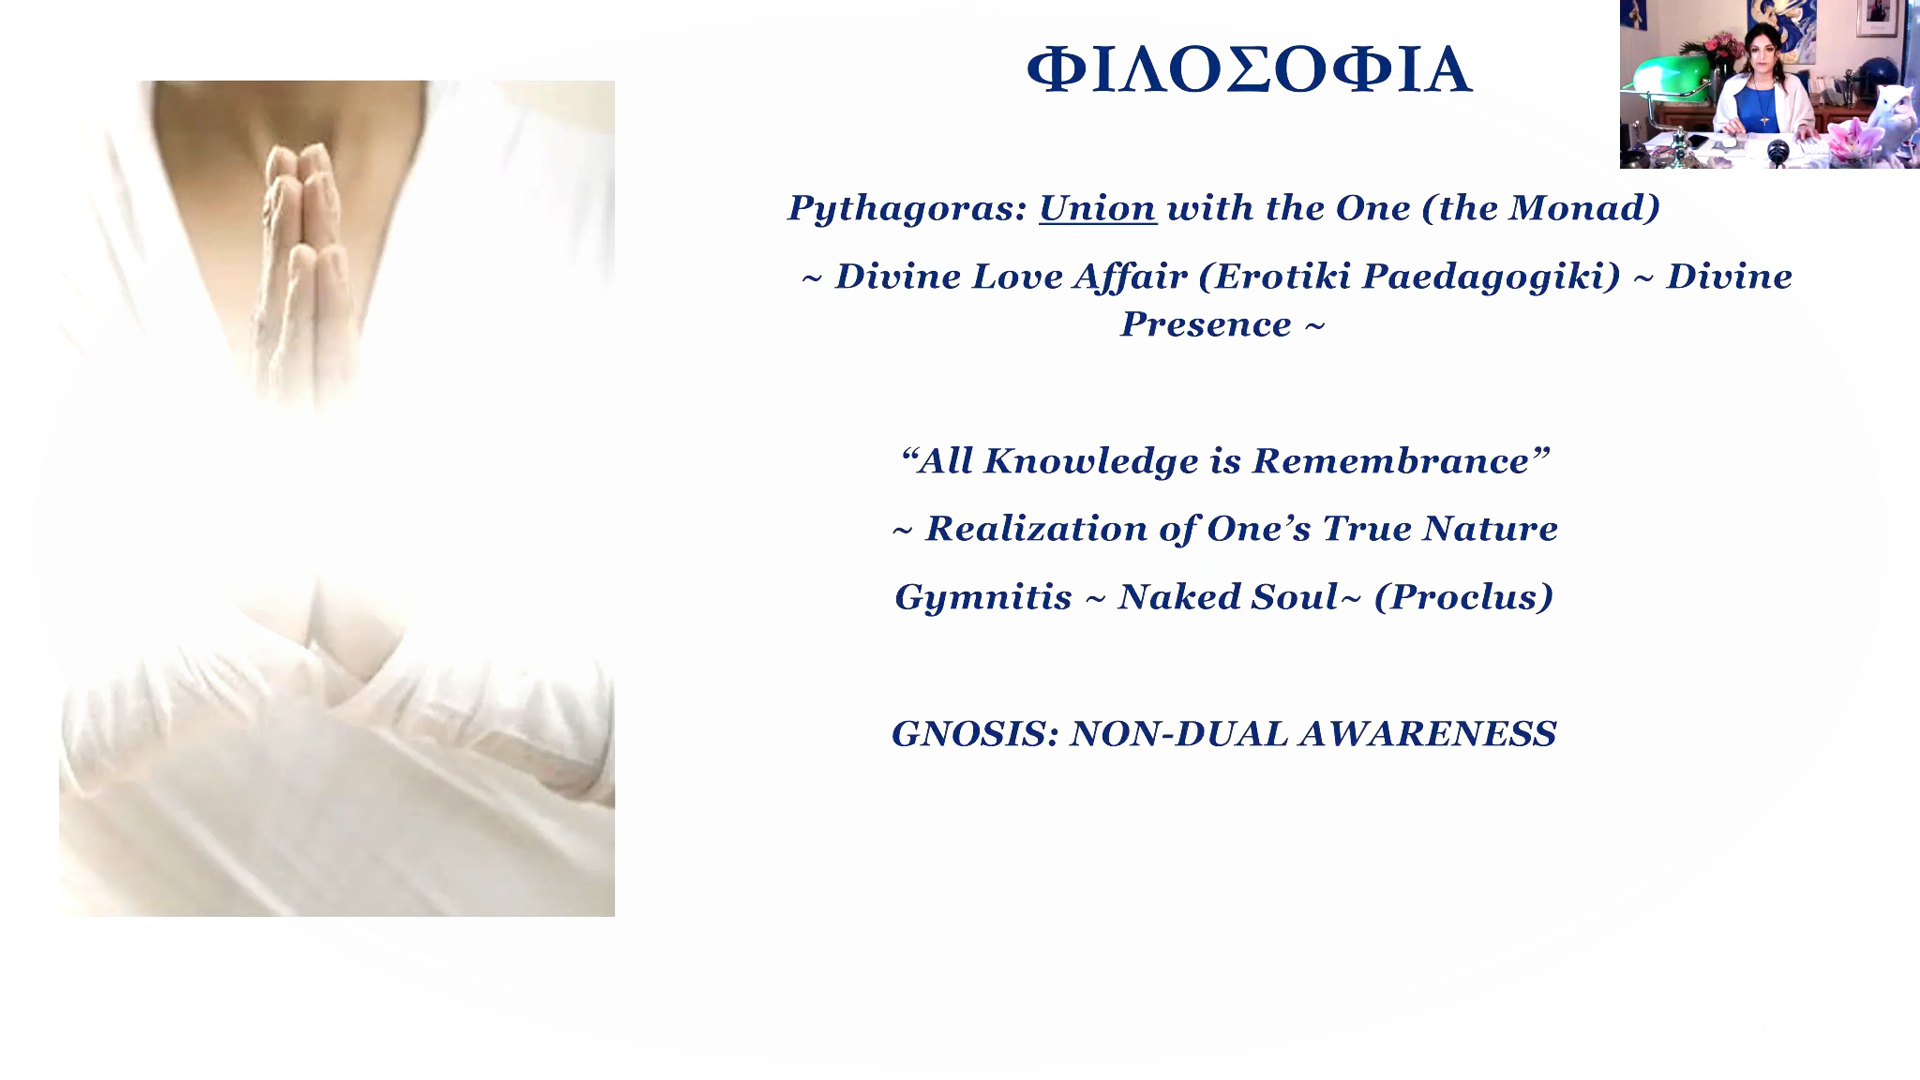 ΦΙΛΟΣΟΦΙΑ
Pythagoras: Union with the One (the Monad)
~ Divine Love Affair (Erotiki Paedagogiki) ~ Divine
Presence ~
“All Knowledge is Remembrance”
~ Realization of One’s True Nature
Gymnitis ~ Naked Soul~ (Proclus)
GNOSIS: NON-DUAL AWARENESS